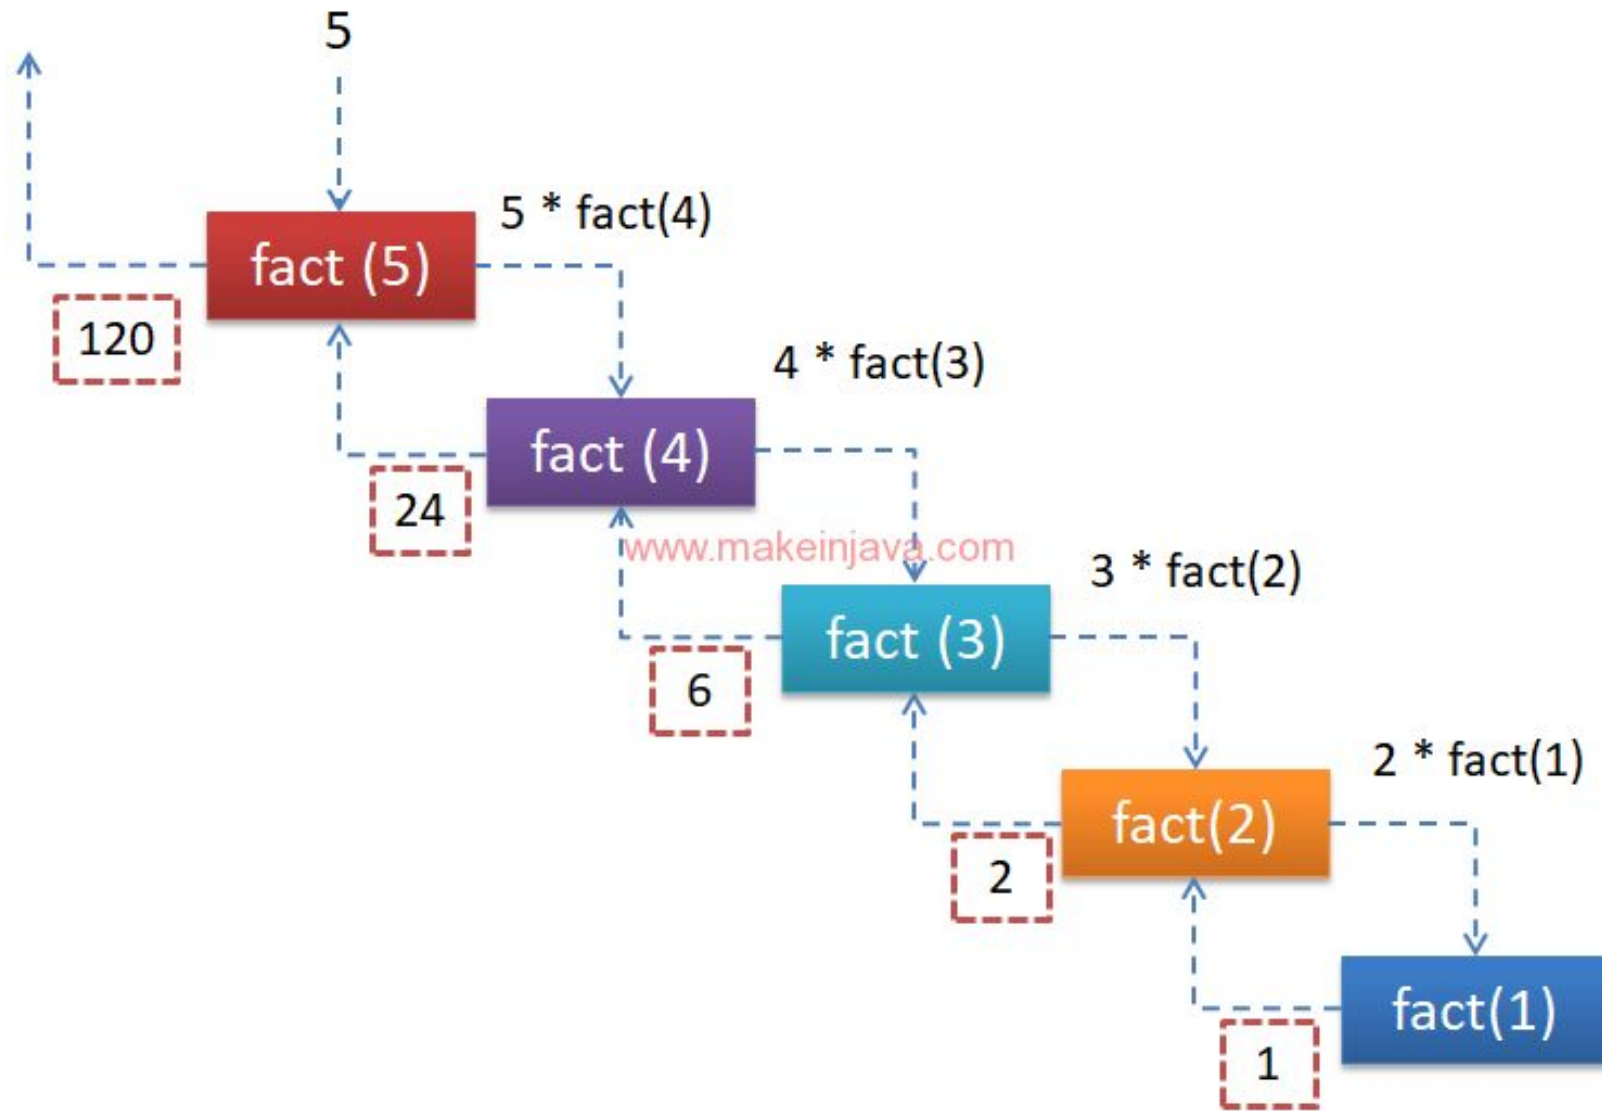 5
5 * fact(4)
fact (5)
120
4 * fact(3)
fact (4)
24
www.makeinjava.com
3 * fact(2)
fact (3)
6
2 * fact(1)
fact(2)
2
fact(1)
1